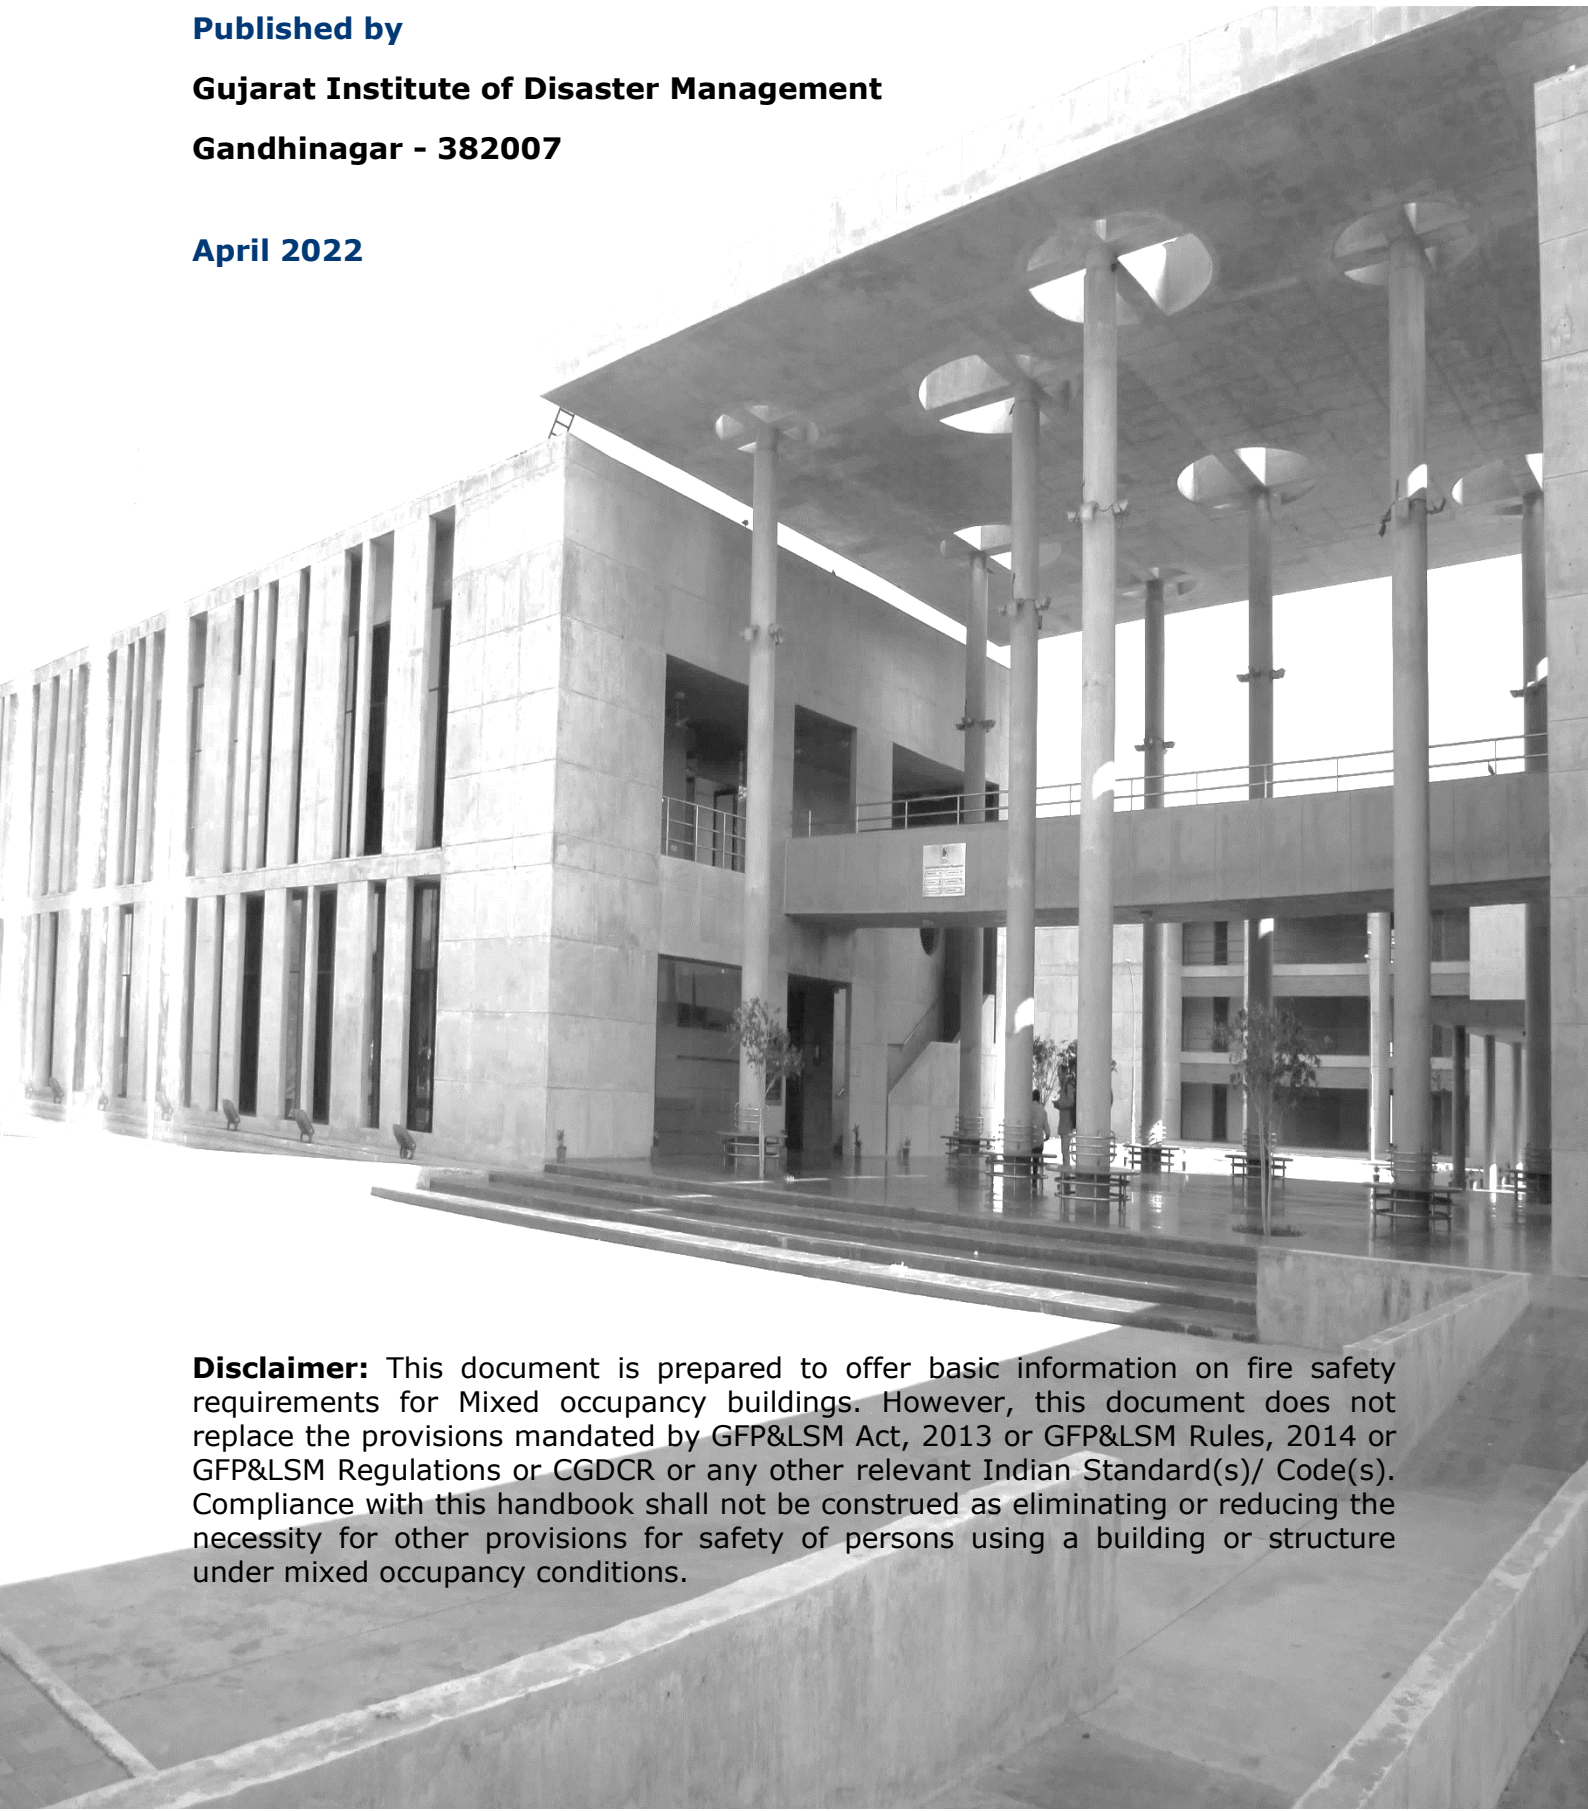 Published by
Gujarat Institute of Disaster Management
Gandhinagar - 382007
April 2022
Disclaimer: This document is prepared to offer basic information on fire safety
requirements for Mixed occupancy buildings. However, this document does not
replace the provisions mandated by GFP&LSM Act, 2013 or GFP&LSM Rules, 2014 or
GFP&LSM Regulations or CGDCR or any other relevant Indian Standard(s)/ Code(s).
Compliance with this handbook shall not be construed as eliminating or reducing the
necessity for other provisions for safety of persons using a building or structure
under mixed occupancy conditions.